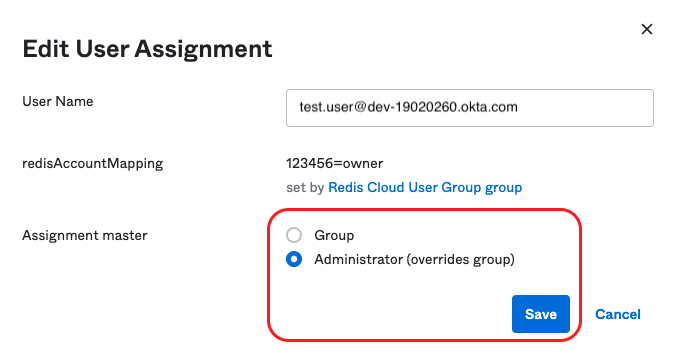 Edit User Assignment
User Name
test.user@dev-19020260.okta.com
redisAccountMapping
123456=owner
set by Redis Cloud User Group group
Assignment master
Group
Administrator (overrides group)
Save
Cancel